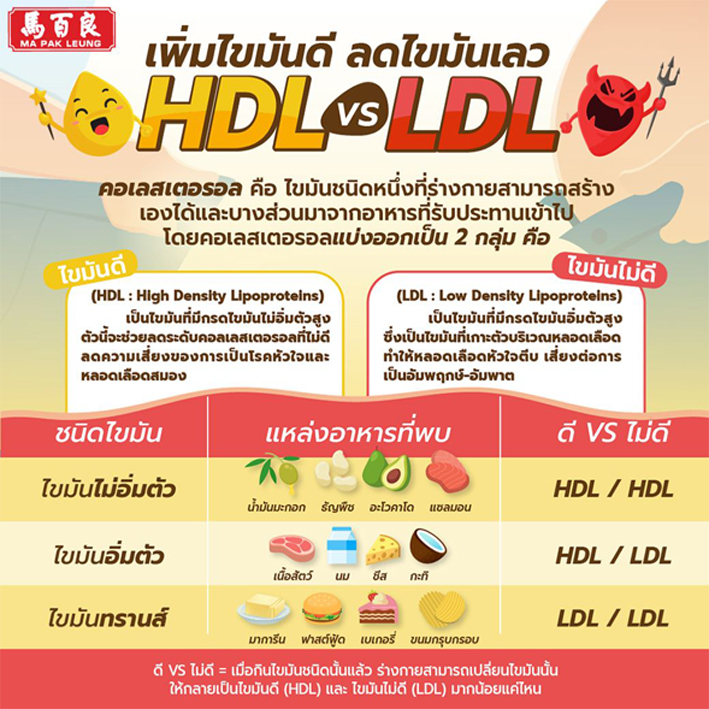 馬百良
MA PAK LEUNG
เพิ่มไขมันดี ลดไขมันเลว
HDL VS LDL
คอเลสเตอรอล คือ ไขมันชนิดหนึ่งที่ร่างกายสามารถสร้าง
เองได้และบางส่วนมาจากอาหารที่รับประทานเข้าไป
โดยคอเลสเตอรอลแบ่งออกเป็น 2 กลุ่ม คือ
ไขมันดี
(HDL : High Density Lipoproteins)
เป็นไขมันที่มีกรดไขมันไม่อิ่มตัวสูง
ตัวนี้จะช่วยลดระดับคอลเลสเตอรอลที่ไม่ดี
ลดความเสี่ยงของการเป็นโรคหัวใจและ
หลอดเลือดสมอง
ไขมันไม่ดี
(LDL : Low Density Lipoproteins)
เป็นไขมันที่มีกรดไขมันอิ่มตัวสูง
ซึ่งเป็นไขมันที่เกาะตัวบริเวณหลอดเลือด
ทำให้หลอดเลือดหัวใจตีบ เสี่ยงต่อการ
เป็นอัมพฤกษ์-อัมพาต
ชนิดไขมัน แหล่งอาหารที่พบ ดี VS ไม่ดี
ไขมันไม่อิ่มตัว HDL / HDL
น้ำมันมะกอก ธัญพืช อะโวคาโด แซลมอน
ไขมันอิ่มตัว HDL / LDL
เนื้อสัตว์ นม ชีส กะทิ
ไขมันทรานส์ LDL / LDL
มาการีน ฟาสต์ฟู้ด เบเกอรี่ ขนมกรุบกรอบ
ดี VS ไม่ดี = เมื่อกินไขมันชนิดนั้นแล้ว ร่างกายสามารถเปลี่ยนไขมันนั้น
ให้กลายเป็นไขมันดี (HDL) และ ไขมันไม่ดี (LDL) มากน้อยแค่ไหน